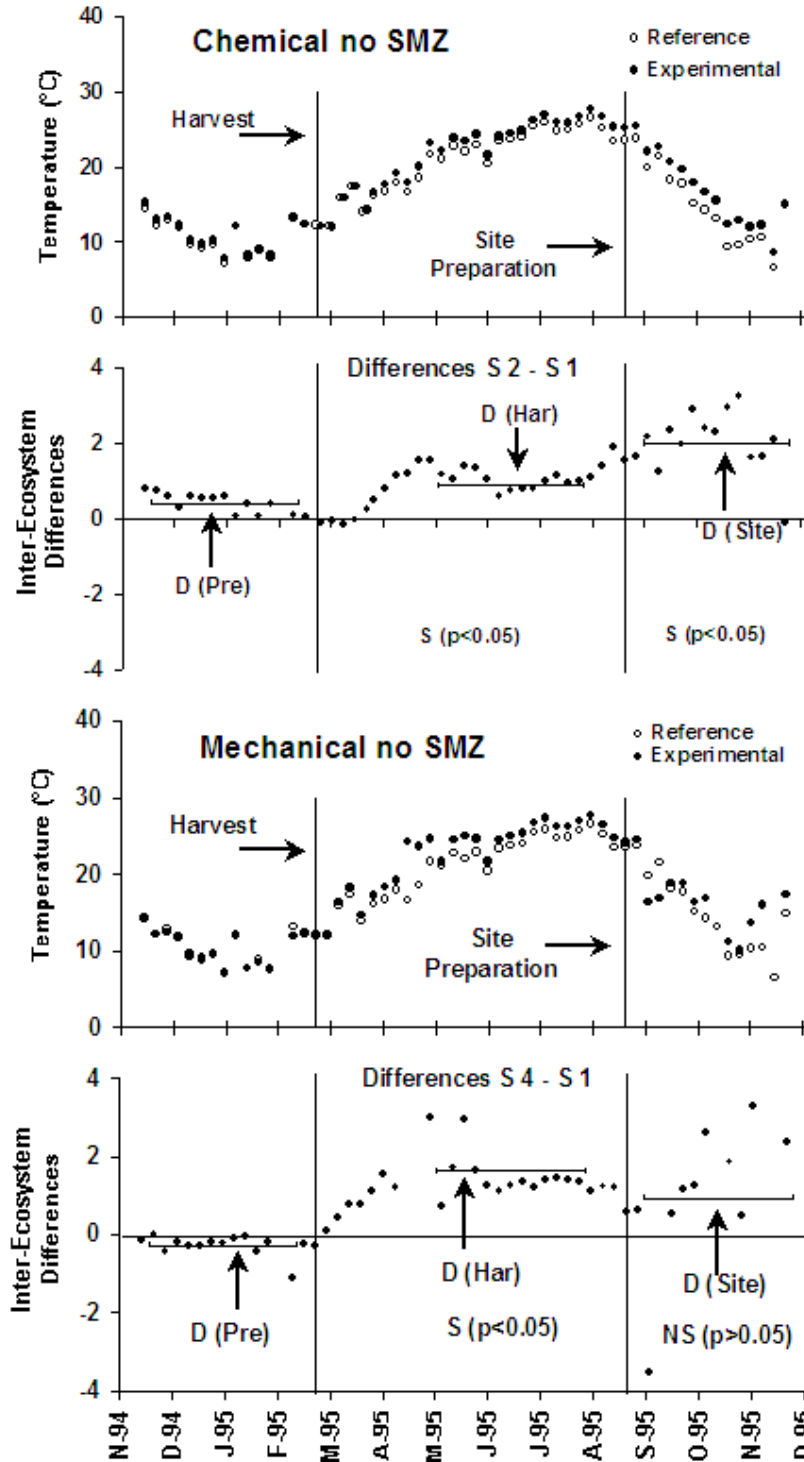 Chemical no SMZ
Reference
Experimental
Harvest
Site
Preparation
Temperature (°C)
40
30
20
10
0
N
D
J
F
M
A
M
J
J
A
S
O
N
D
Differences S 2 - S 1
D (Har)
D (Pre)
D (Site)
S (p<0.05)
S (p<0.05)
Inter-Ecosystem
Differences
4
2
0
-2
-4
Mechanical no SMZ
Reference
Experimental
Harvest
Site
Preparation
Temperature (°C)
40
30
20
10
0
Differences S 4 - S 1
D (Har)
D (Pre)
D (Site)
S (p<0.05)
NS (p>0.05)
Inter-Ecosystem
Differences
4
2
0
-2
-4
N-94
D-94
J-95
F-95
M-95
A-95
M-95
J-95
J-95
A-95
S-95
O-95
N-95
D-95